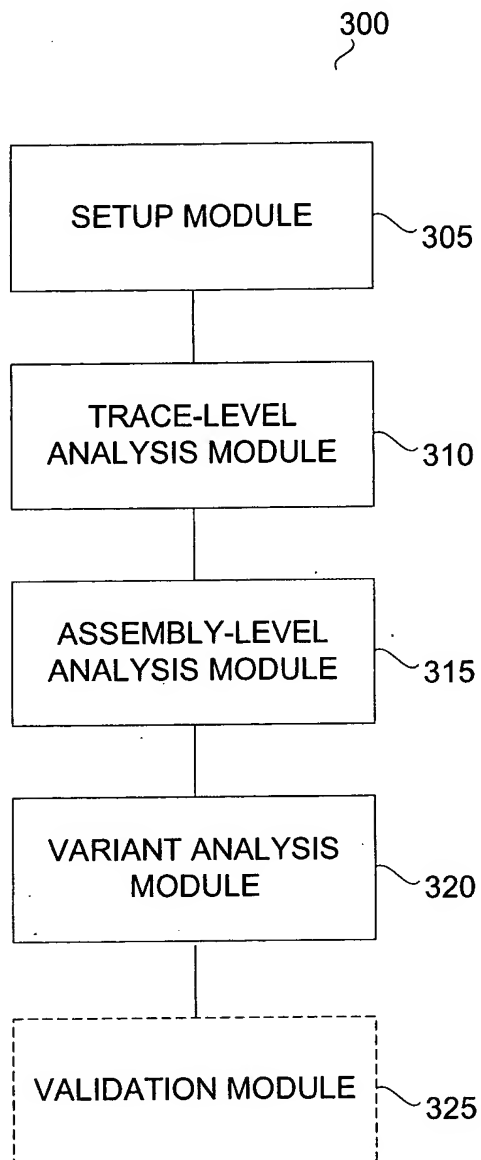 300
SETUP MODULE
305
TRACE-LEVEL
ANALYSIS MODULE
310
ASSEMBLY-LEVEL
ANALYSIS MODULE
315
VARIANT ANALYSIS
MODULE
320
VALIDATION MODULE
325